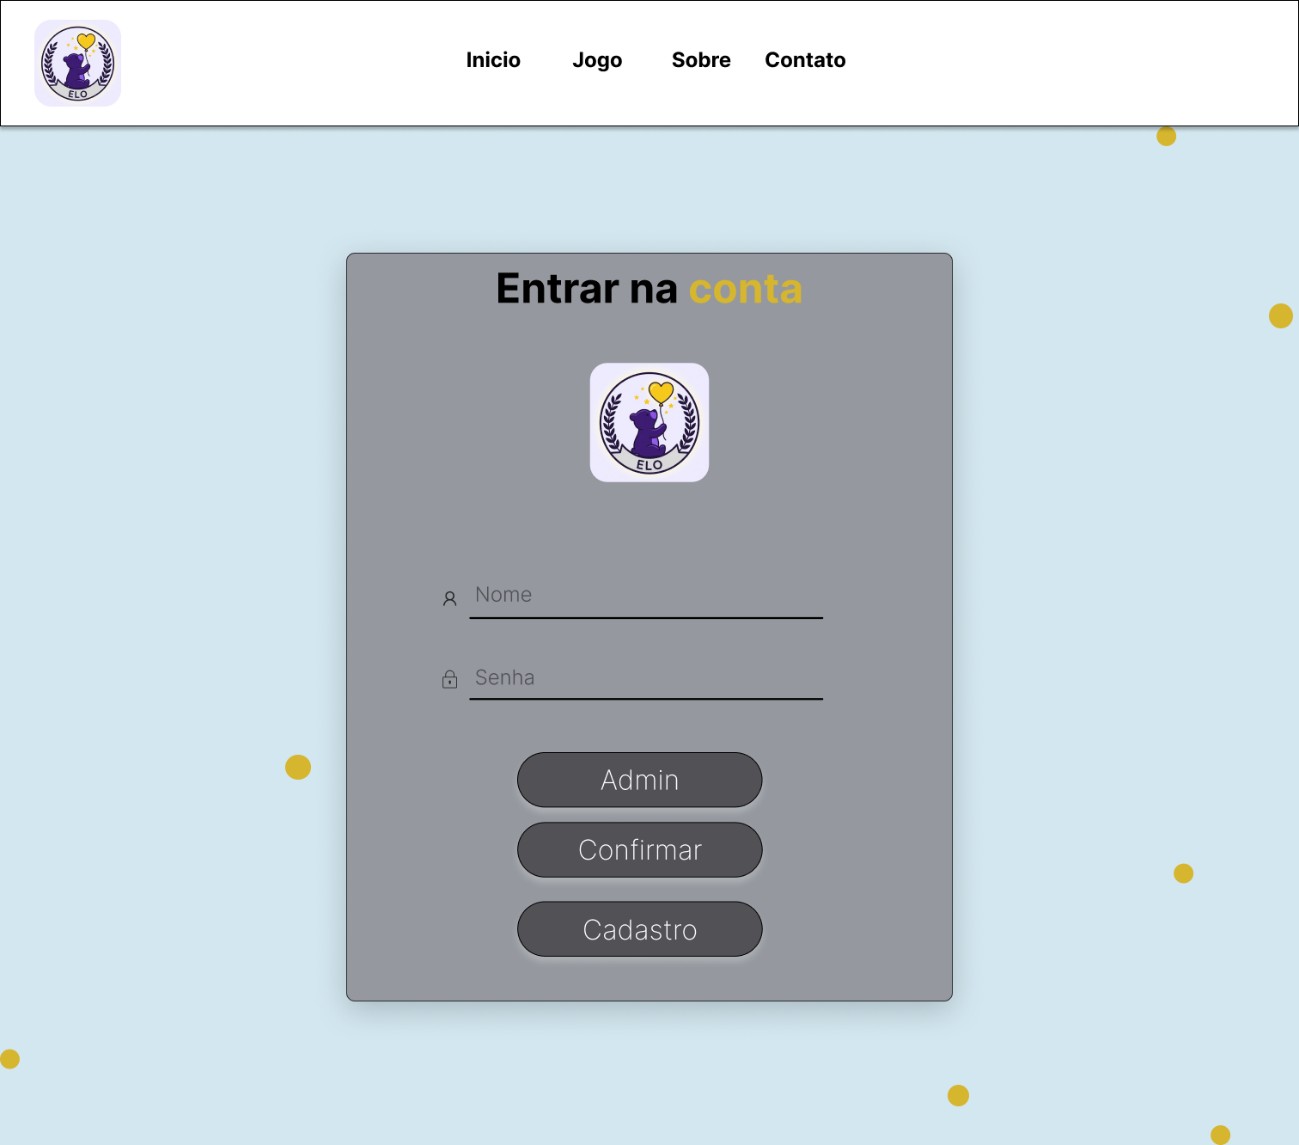 ELO
Inicio Jogo Sobre Contato
Entrar na conta
ELO
Nome
Senha
Admin
Confirmar
Cadastro